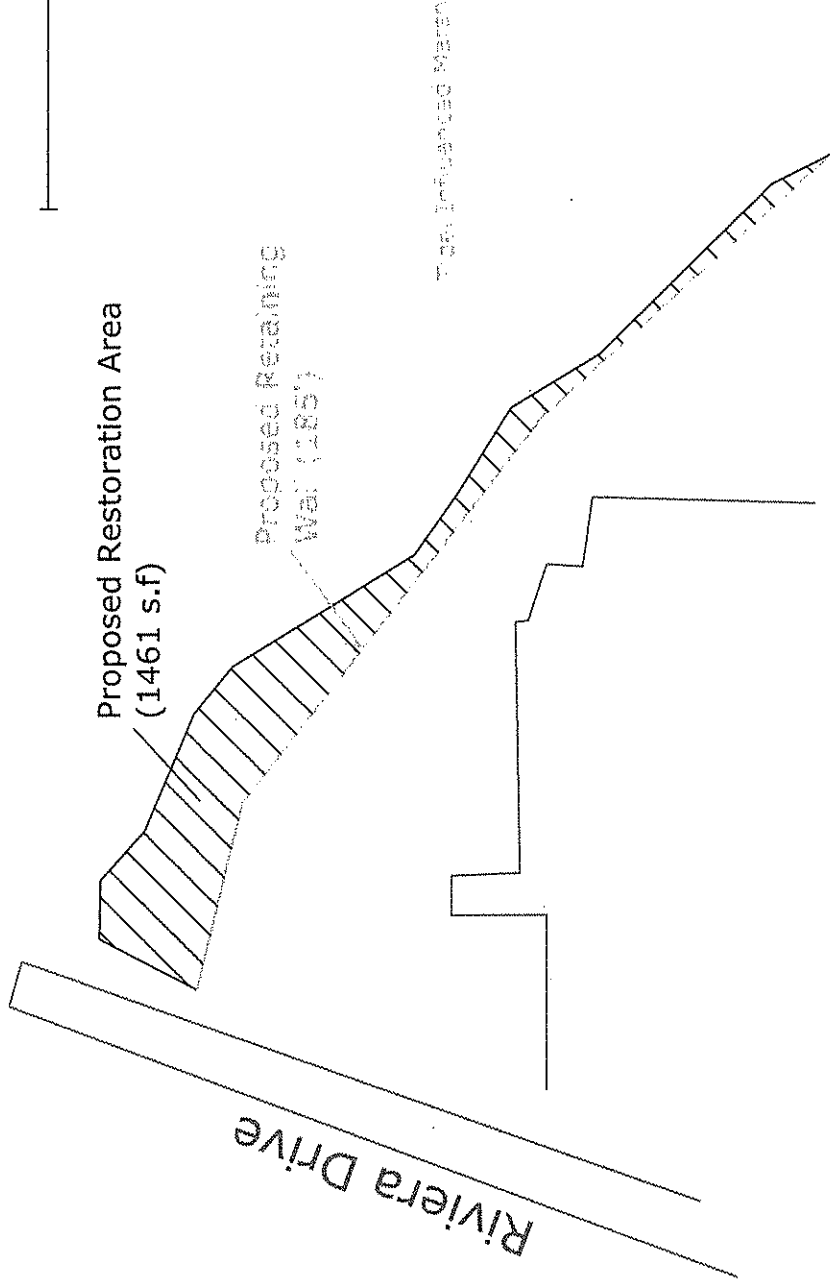 Proposed Restoration Area
(1461 s.f)
Proposed Retaining
Wall (185')
Riviera Drive